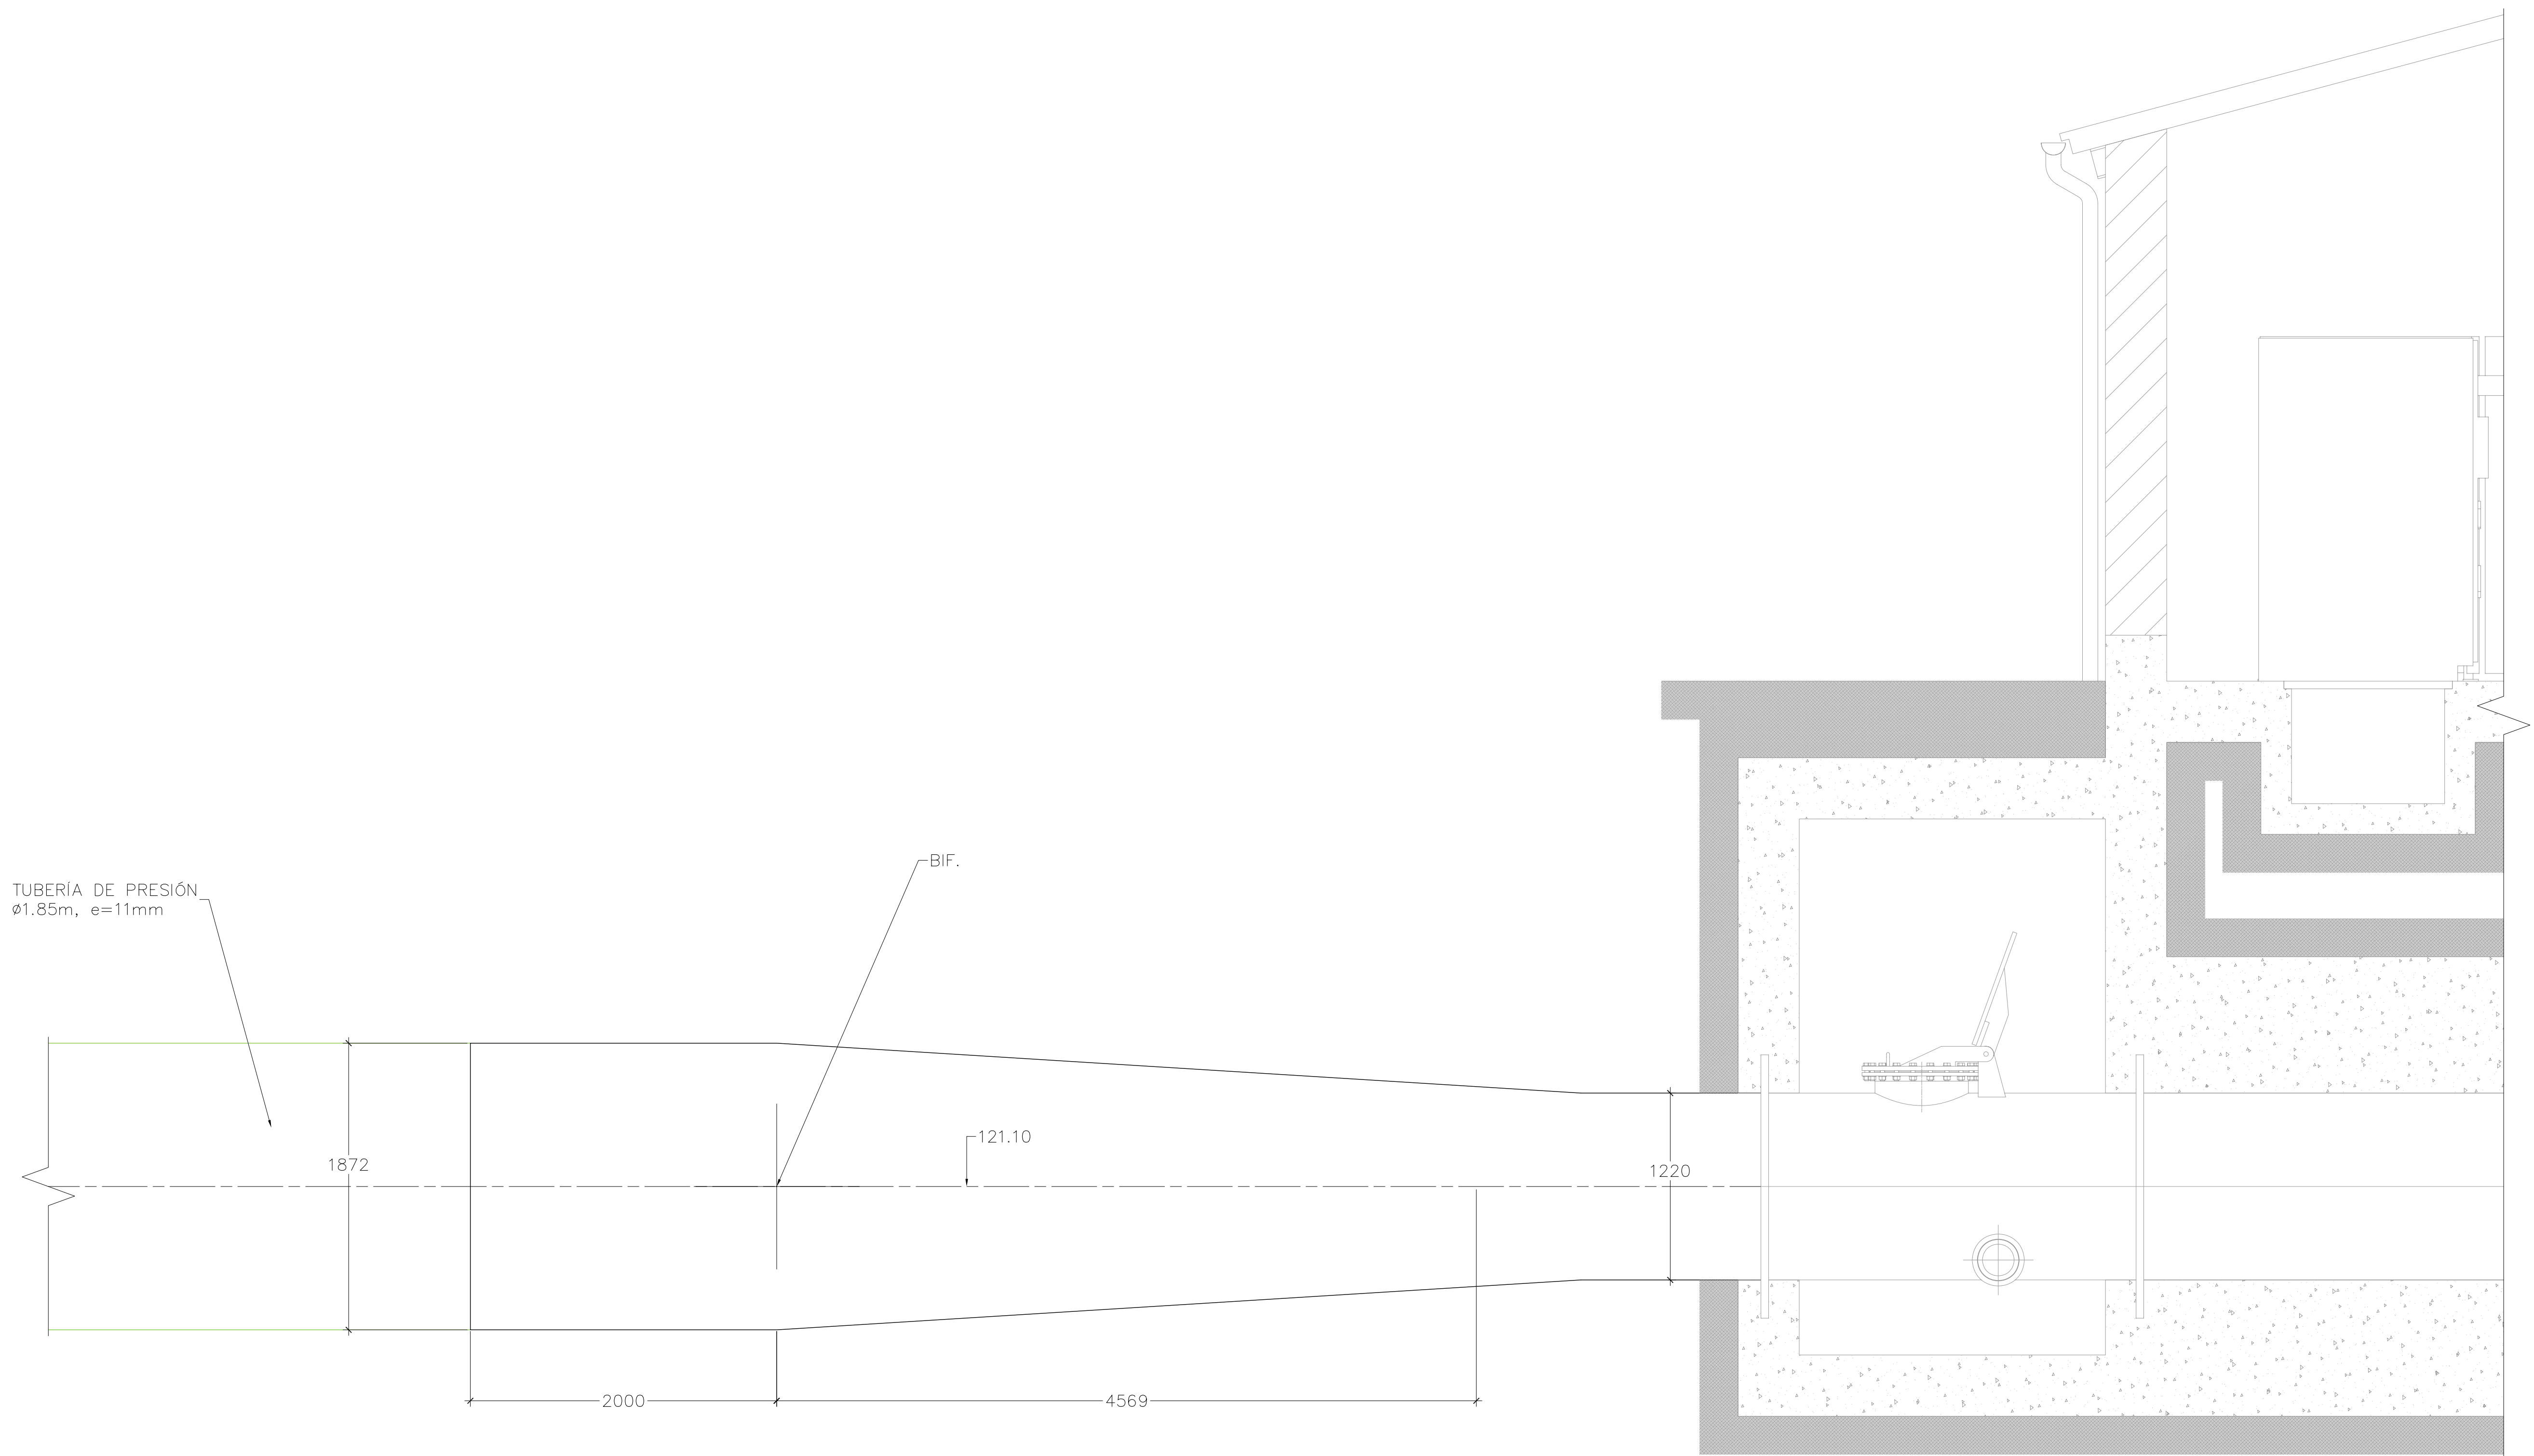 BIF.
TUBERÍA DE PRESIÓN
ø1.85m, e=11mm
121.10
1872
1220
2000
4569